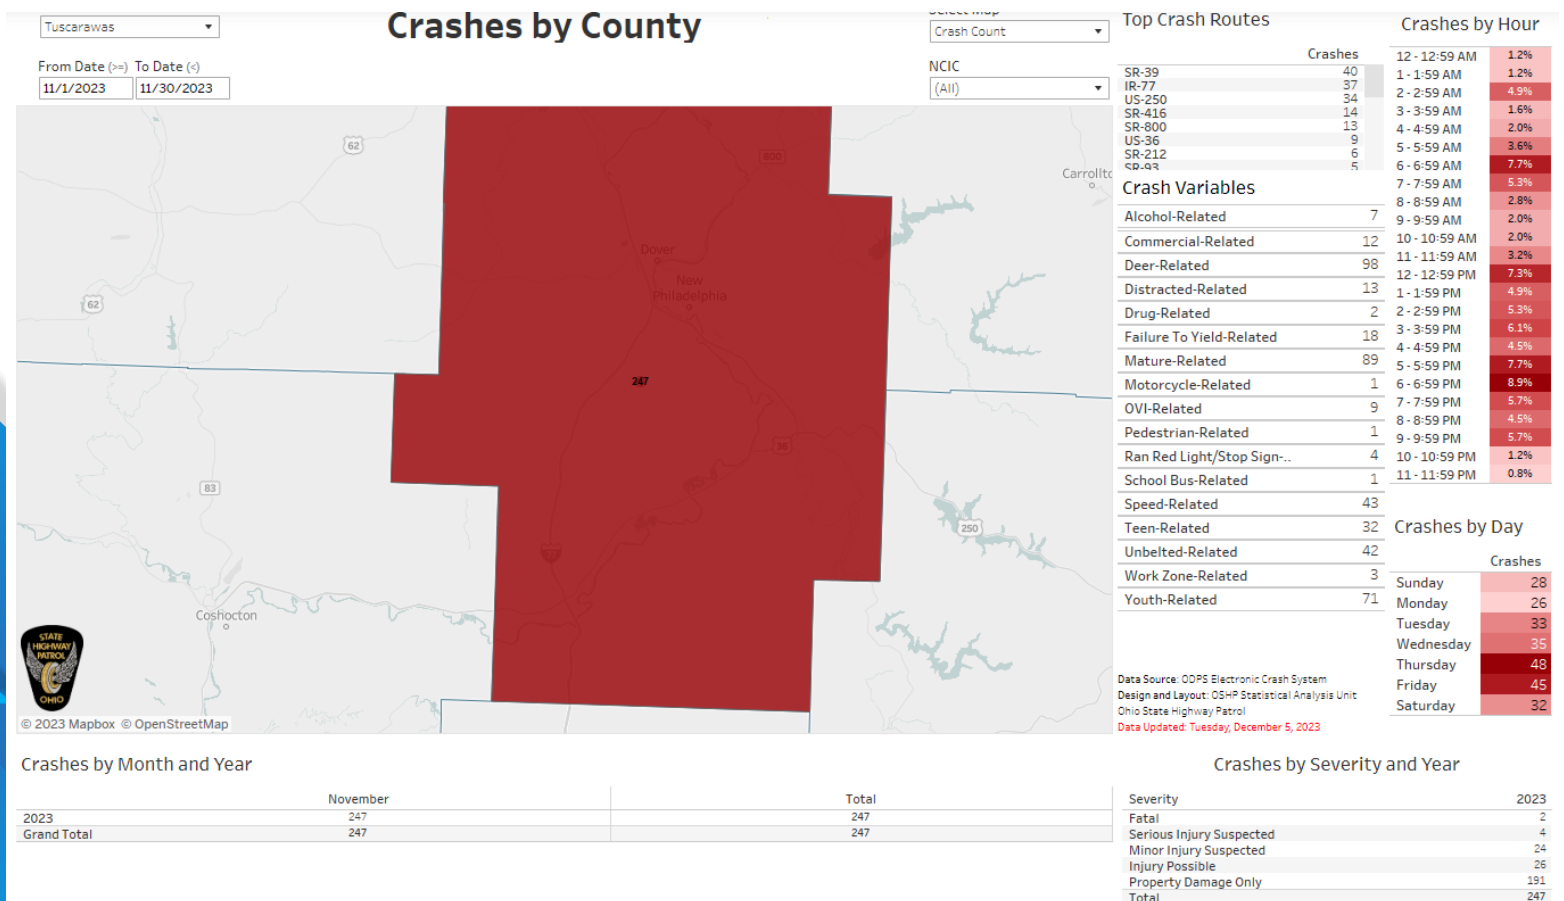 Crashes by County
Tuscarawas
From Date (>=) To Date (<)
11/1/2023 11/30/2023
Select Map
Crash Count
NCIC
(All)
62
800
Carrollto
Dover
New
Philadelphia
62
247
36
83
77
250
Coshocton
STATE
HIGHWAY
PATROL
OHIO
© 2023 Mapbox © OpenStreetMap
Top Crash Routes
Crashes
SR-39 40
IR-77 37
US-250 34
SR-416 14
SR-800 13
US-36 9
SR-212 6
SR-93 5
Crash Variables
Alcohol-Related 7
Commercial-Related 12
Deer-Related 98
Distracted-Related 13
Drug-Related 2
Failure To Yield-Related 18
Mature-Related 89
Motorcycle-Related 1
OVI-Related 9
Pedestrian-Related 1
Ran Red Light/Stop Sign-.. 4
School Bus-Related 1
Speed-Related 43
Teen-Related 32
Unbelted-Related 42
Work Zone-Related 3
Youth-Related 71
Data Source: ODPS Electronic Crash System
Design and Layout: OSHP Statistical Analysis Unit
Ohio State Highway Patrol
Data Updated: Tuesday, December 5, 2023
Crashes by Hour
12 - 12:59 AM 1.2%
1 - 1:59 AM 1.2%
2 - 2:59 AM 4.9%
3 - 3:59 AM 1.6%
4 - 4:59 AM 2.0%
5 - 5:59 AM 3.6%
6 - 6:59 AM 7.7%
7 - 7:59 AM 5.3%
8 - 8:59 AM 2.8%
9 - 9:59 AM 2.0%
10 - 10:59 AM 2.0%
11 - 11:59 AM 3.2%
12 - 12:59 PM 7.3%
1 - 1:59 PM 4.9%
2 - 2:59 PM 5.3%
3 - 3:59 PM 6.1%
4 - 4:59 PM 4.5%
5 - 5:59 PM 7.7%
6 - 6:59 PM 8.9%
7 - 7:59 PM 5.7%
8 - 8:59 PM 4.5%
9 - 9:59 PM 5.7%
10 - 10:59 PM 1.2%
11 - 11:59 PM 0.8%
Crashes by Day
Crashes
Sunday 28
Monday 26
Tuesday 33
Wednesday 35
Thursday 48
Friday 45
Saturday 32
Crashes by Month and Year
November Total
2023 247 247
Grand Total 247 247
Crashes by Severity and Year
Severity 2023
Fatal 2
Serious Injury Suspected 4
Minor Injury Suspected 24
Injury Possible 26
Property Damage Only 191
Total 247